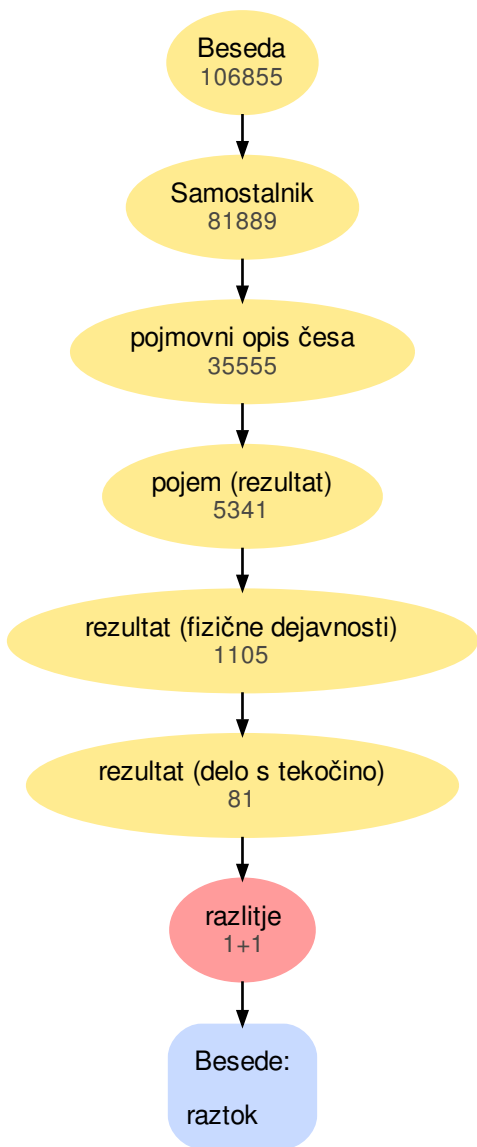 Beseda
106855
Samostalnik
81889
pojmovni opis česa
35555
pojem (rezultat)
5341
rezultat (fizične dejavnosti)
1105
rezultat (delo s tekočino)
81
razlitje
1+1
Besede:
raztok